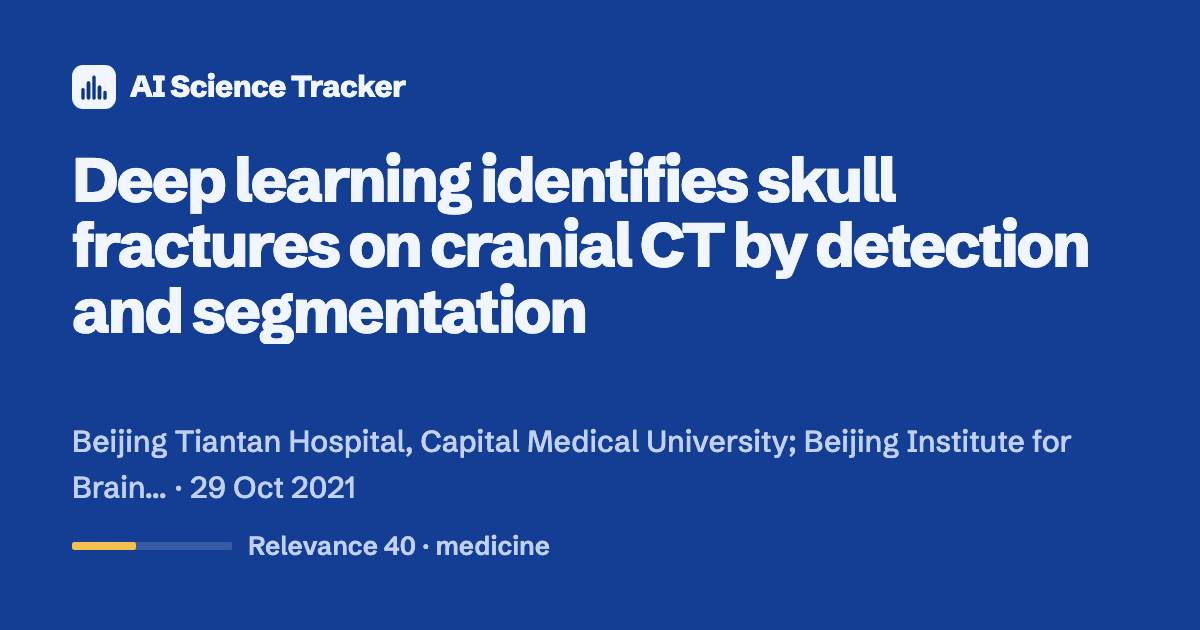 AI Science Tracker
Deep learning identifies skull
fractures on cranial CT by detection
and segmentation
Beijing Tiantan Hospital, Capital Medical University; Beijing Institute for
Brain... · 29 Oct 2021
Relevance 40 · medicine